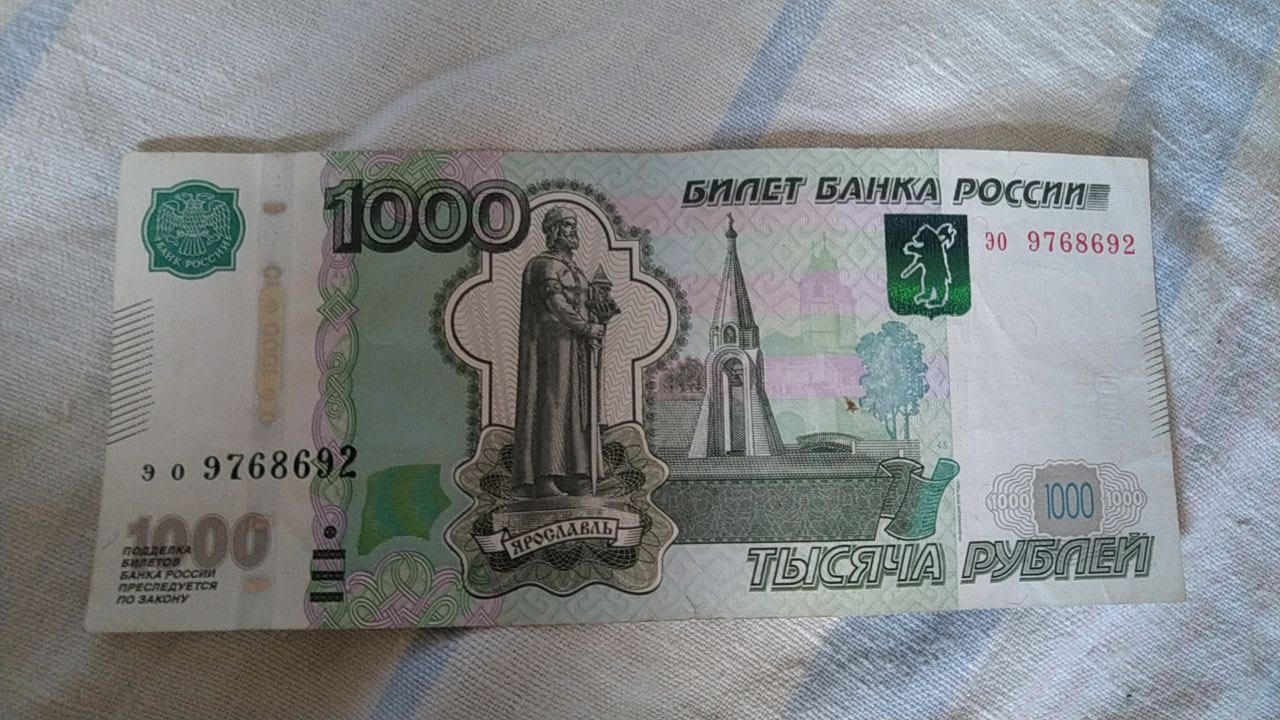 1000
БИЛЕТ БАНКА РОССИИ
БАНК РОССИИ
эо 9768692
эо 9768692
1000
ПОДДЕЛКА
БИЛЕТОВ
БАНКА РОССИИ
ПРЕСЛЕДУЕТСЯ
ПО ЗАКОНУ
ЯРОСЛАВЛЬ
1000 1000 1000
ТЫСЯЧА РУБЛЕЙ